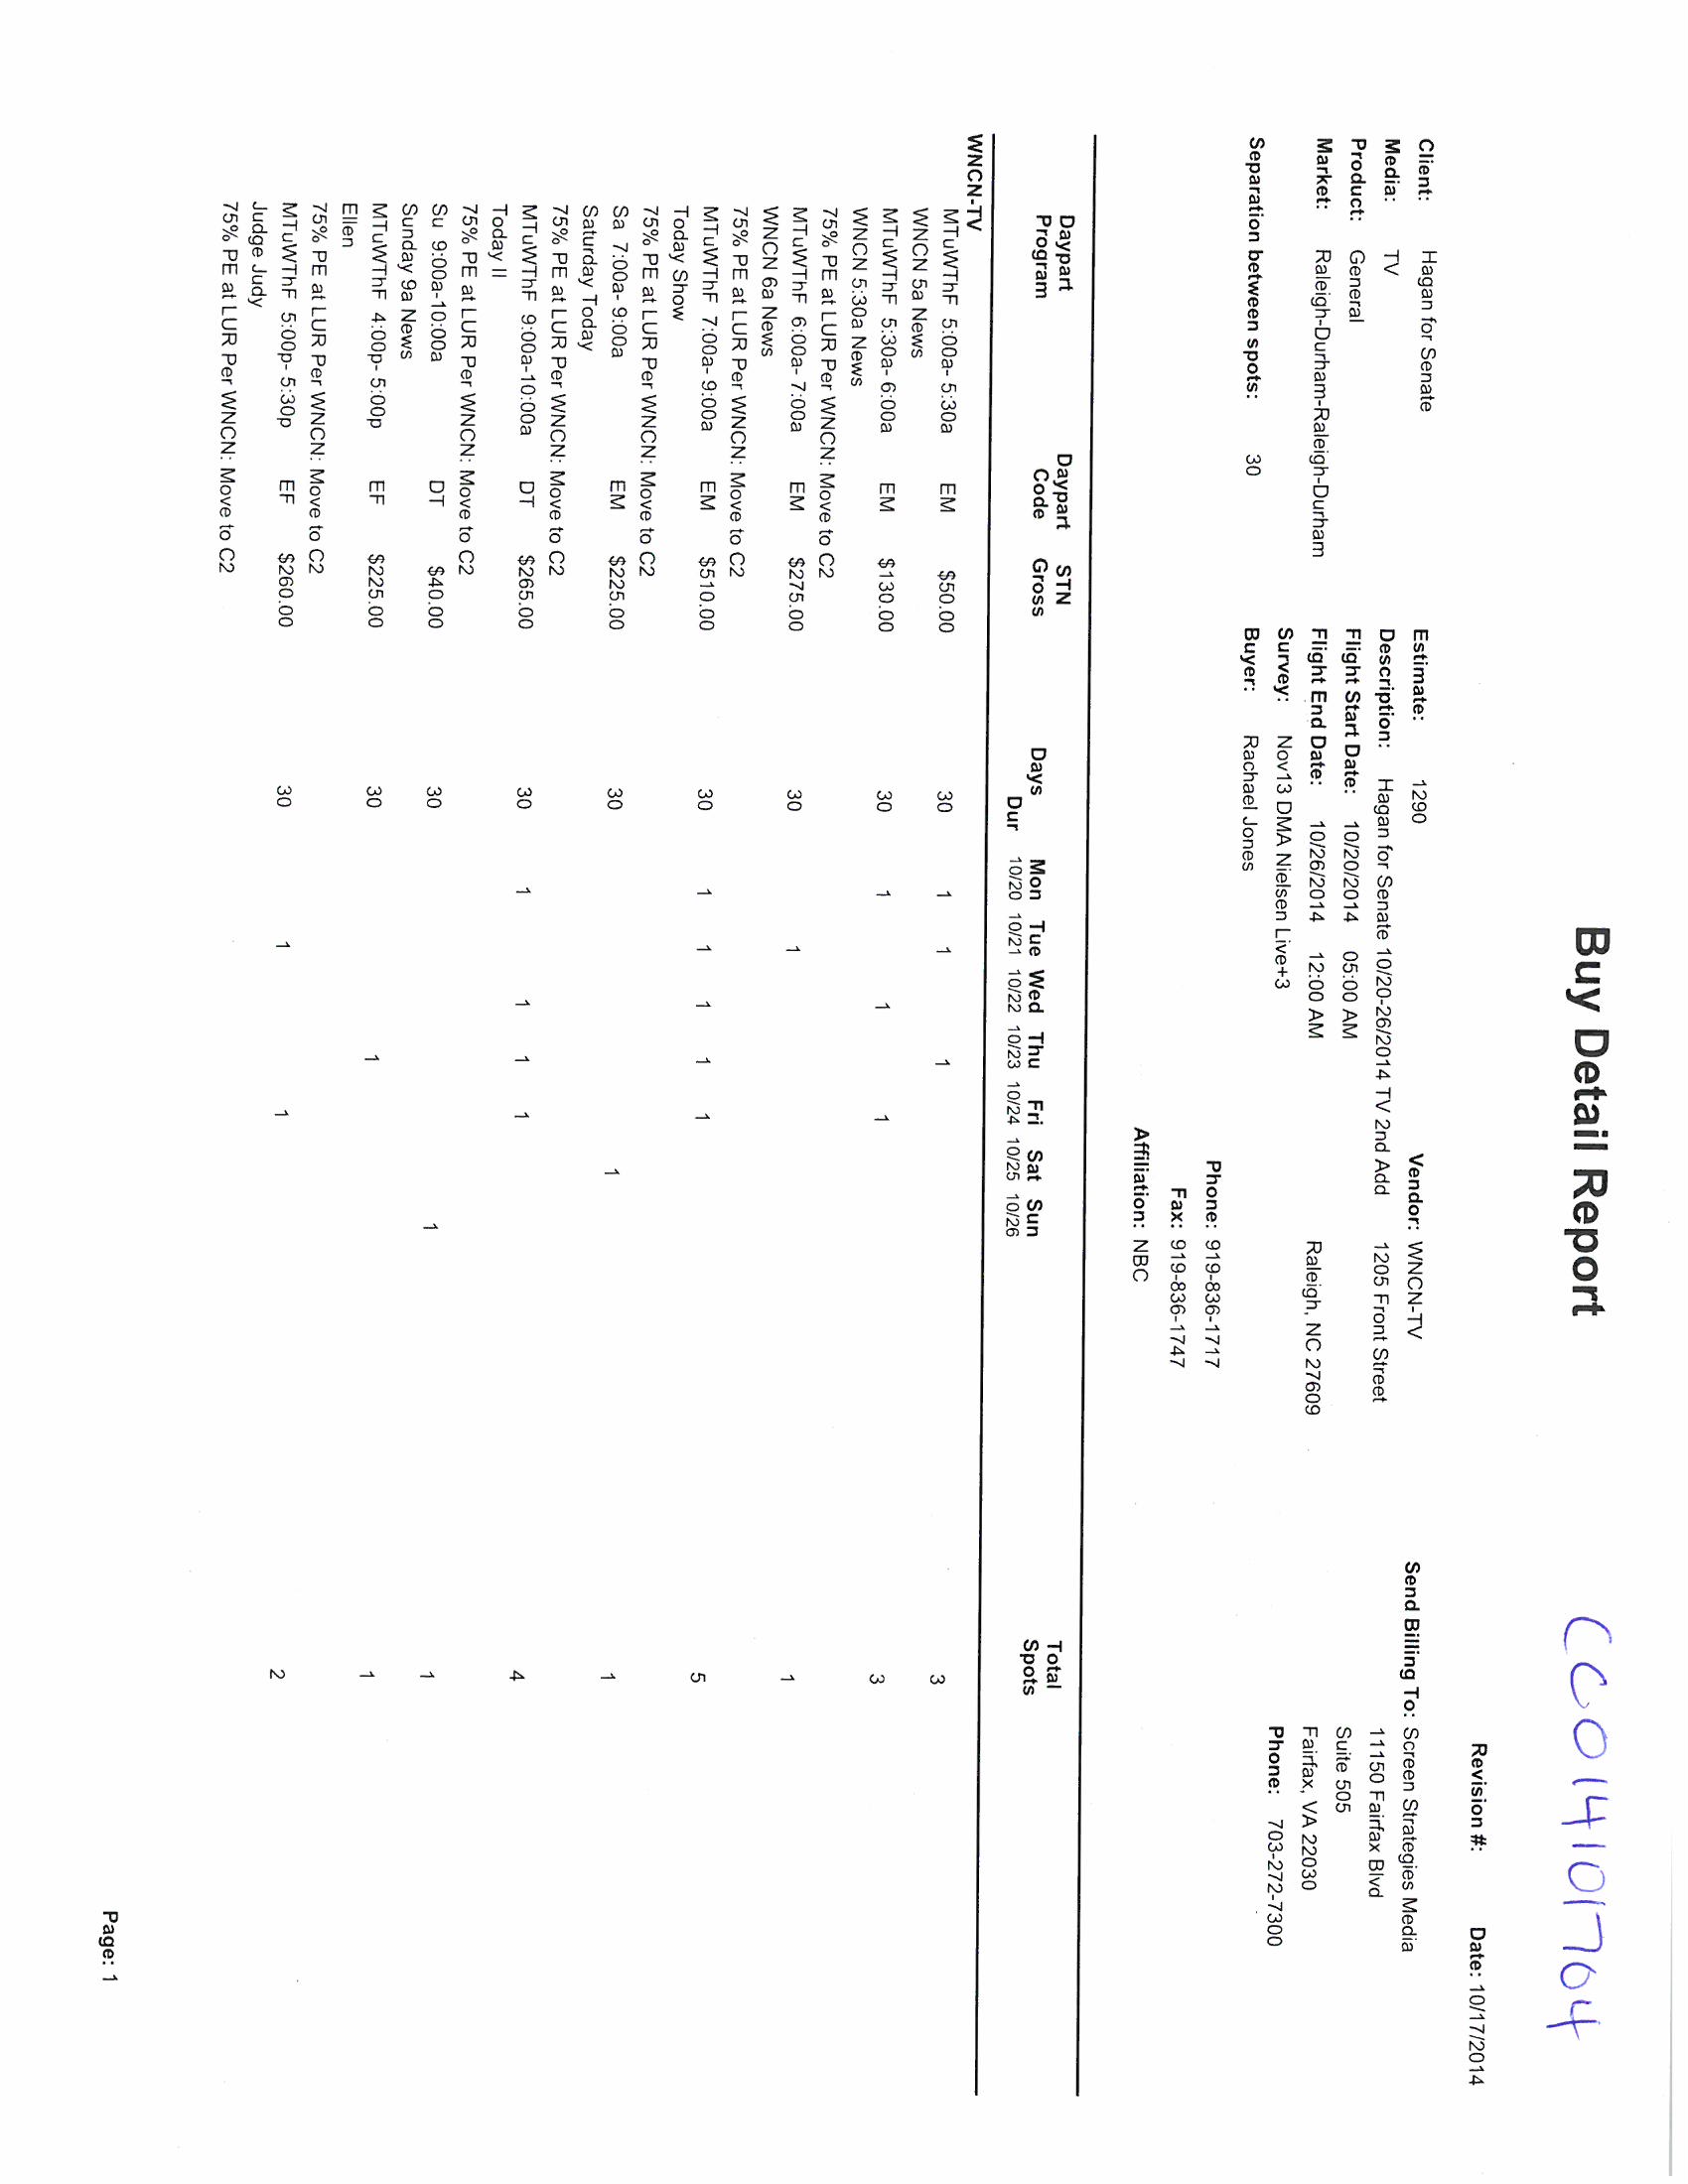 Buy Detail Report
CC014101704
Revision #: Date: 10/17/2014
Client: Hagan for Senate Estimate: 1290 Vendor: WNCN-TV Send Billing To: Screen Strategies Media
Media: TV Description: Hagan for Senate 10/20-26/2014 TV 2nd Add 1205 Front Street 11150 Fairfax Blvd
Product: General Flight Start Date: 10/20/2014 05:00 AM Suite 505
Market: Raleigh-Durham-Raleigh-Durham Flight End Date: 10/26/2014 12:00 AM Raleigh, NC 27609 Fairfax, VA 22030
Survey: Nov13 DMA Nielsen Live+3 Phone: 703-272-7300
Separation between spots: 30 Buyer: Rachael Jones
Phone: 919-836-1717
Fax: 919-836-1747
Affiliation: NBC
Daypart Daypart STN Total
Program Code Gross Days Mon Tue Wed Thu Fri Sat Sun Spots
Dur 10/20 10/21 10/22 10/23 10/24 10/25 10/26
WNCN-TV
MTuWThF 5:00a- 5:30a EM $50.00 30 1 1 1 3
WNCN 5a News
MTuWThF 5:30a- 6:00a EM $130.00 30 1 1 1 3
WNCN 5:30a News
75% PE at LUR Per WNCN: Move to C2
MTuWThF 6:00a- 7:00a EM $275.00 30 1 1
WNCN 6a News
75% PE at LUR Per WNCN: Move to C2
MTuWThF 7:00a- 9:00a EM $510.00 30 1 1 1 1 1 5
Today Show
75% PE at LUR Per WNCN: Move to C2
Sa 7:00a- 9:00a EM $225.00 30 1 1
Saturday Today
75% PE at LUR Per WNCN: Move to C2
MTuWThF 9:00a-10:00a DT $265.00 30 1 1 1 1 4
Today II
75% PE at LUR Per WNCN: Move to C2
Su 9:00a-10:00a DT $40.00 30 1 1
Sunday 9a News
MTuWThF 4:00p- 5:00p EF $225.00 30 1 1
Ellen
75% PE at LUR Per WNCN: Move to C2
MTuWThF 5:00p- 5:30p EF $260.00 30 1 1 2
Judge Judy
75% PE at LUR Per WNCN: Move to C2
Page: 1